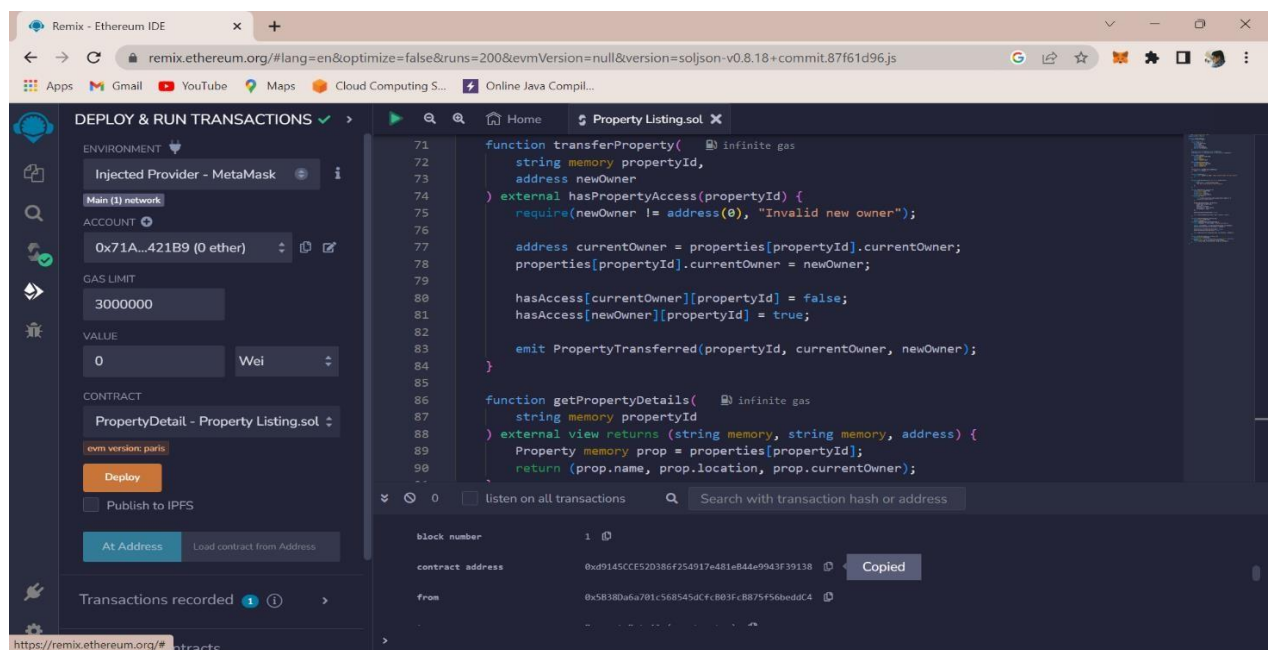 Remix - Ethereum IDE
remix.ethereum.org/#lang=en&optimize=false&runs=200&evmVersion=null&version=soljson-v0.8.18+commit.87f61d96.js
Apps Gmail YouTube Maps Cloud Computing S... Online Java Compil...
DEPLOY & RUN TRANSACTIONS
ENVIRONMENT
Injected Provider - MetaMask
Main (1) network
ACCOUNT
0x71A...421B9 (0 ether)
GAS LIMIT
3000000
VALUE
0 Wei
CONTRACT
PropertyDetail - Property Listing.sol
evm version: paris
Deploy
Publish to IPFS
At Address Load contract from Address
Transactions recorded 1 i
https://remix.ethereum.org/#
Home Property Listing.sol
71 function transferProperty( infinite gas
72 string memory propertyId,
73 address newOwner
74 ) external hasPropertyAccess(propertyId) {
75 require(newOwner != address(0), "Invalid new owner");
76
77 address currentOwner = properties[propertyId].currentOwner;
78 properties[propertyId].currentOwner = newOwner;
79
80 hasAccess[currentOwner][propertyId] = false;
81 hasAccess[newOwner][propertyId] = true;
82
83 emit PropertyTransferred(propertyId, currentOwner, newOwner);
84 }
85
86 function getPropertyDetails( infinite gas
87 string memory propertyId
88 ) external view returns (string memory, string memory, address) {
89 Property memory prop = properties[propertyId];
90 return (prop.name, prop.location, prop.currentOwner);
0 listen on all transactions Search with transaction hash or address
block number 1
contract address 0xd9145CCE52D386f254917e481eB44e9943F39138 Copied
from 0x5B38Da6a701c568545dCfcB03FcB875f56beddC4
>